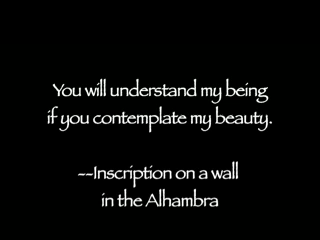 You will understand my being
if you contemplate my beauty.
--Inscription on a wall
in the Alhambra